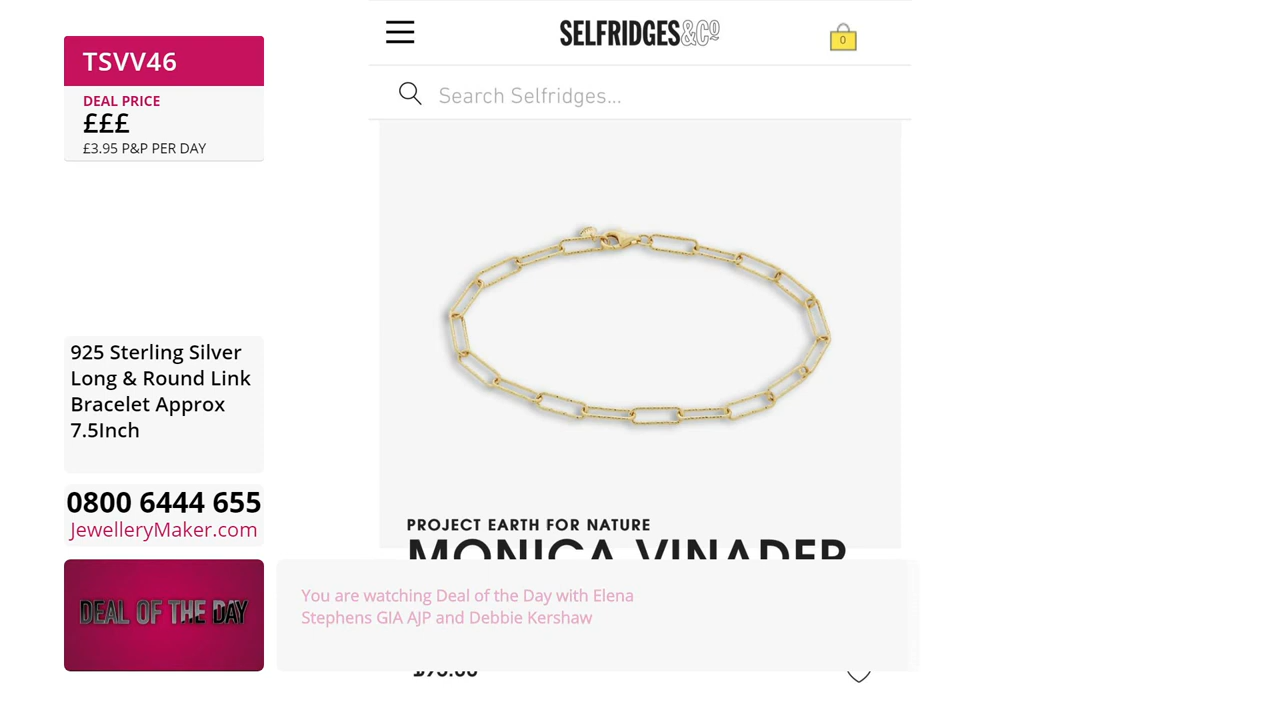 TSVV46
DEAL PRICE
£££
£3.95 P&P PER DAY
925 Sterling Silver
Long & Round Link
Bracelet Approx
7.5Inch
0800 6444 655
JewelleryMaker.com
DEAL OF THE DAY
SELFRIDGES&Co
0
Search Selfridges...
PROJECT EARTH FOR NATURE
MONICA VINADER
You are watching Deal of the Day with Elena
Stephens GIA AJP and Debbie Kershaw